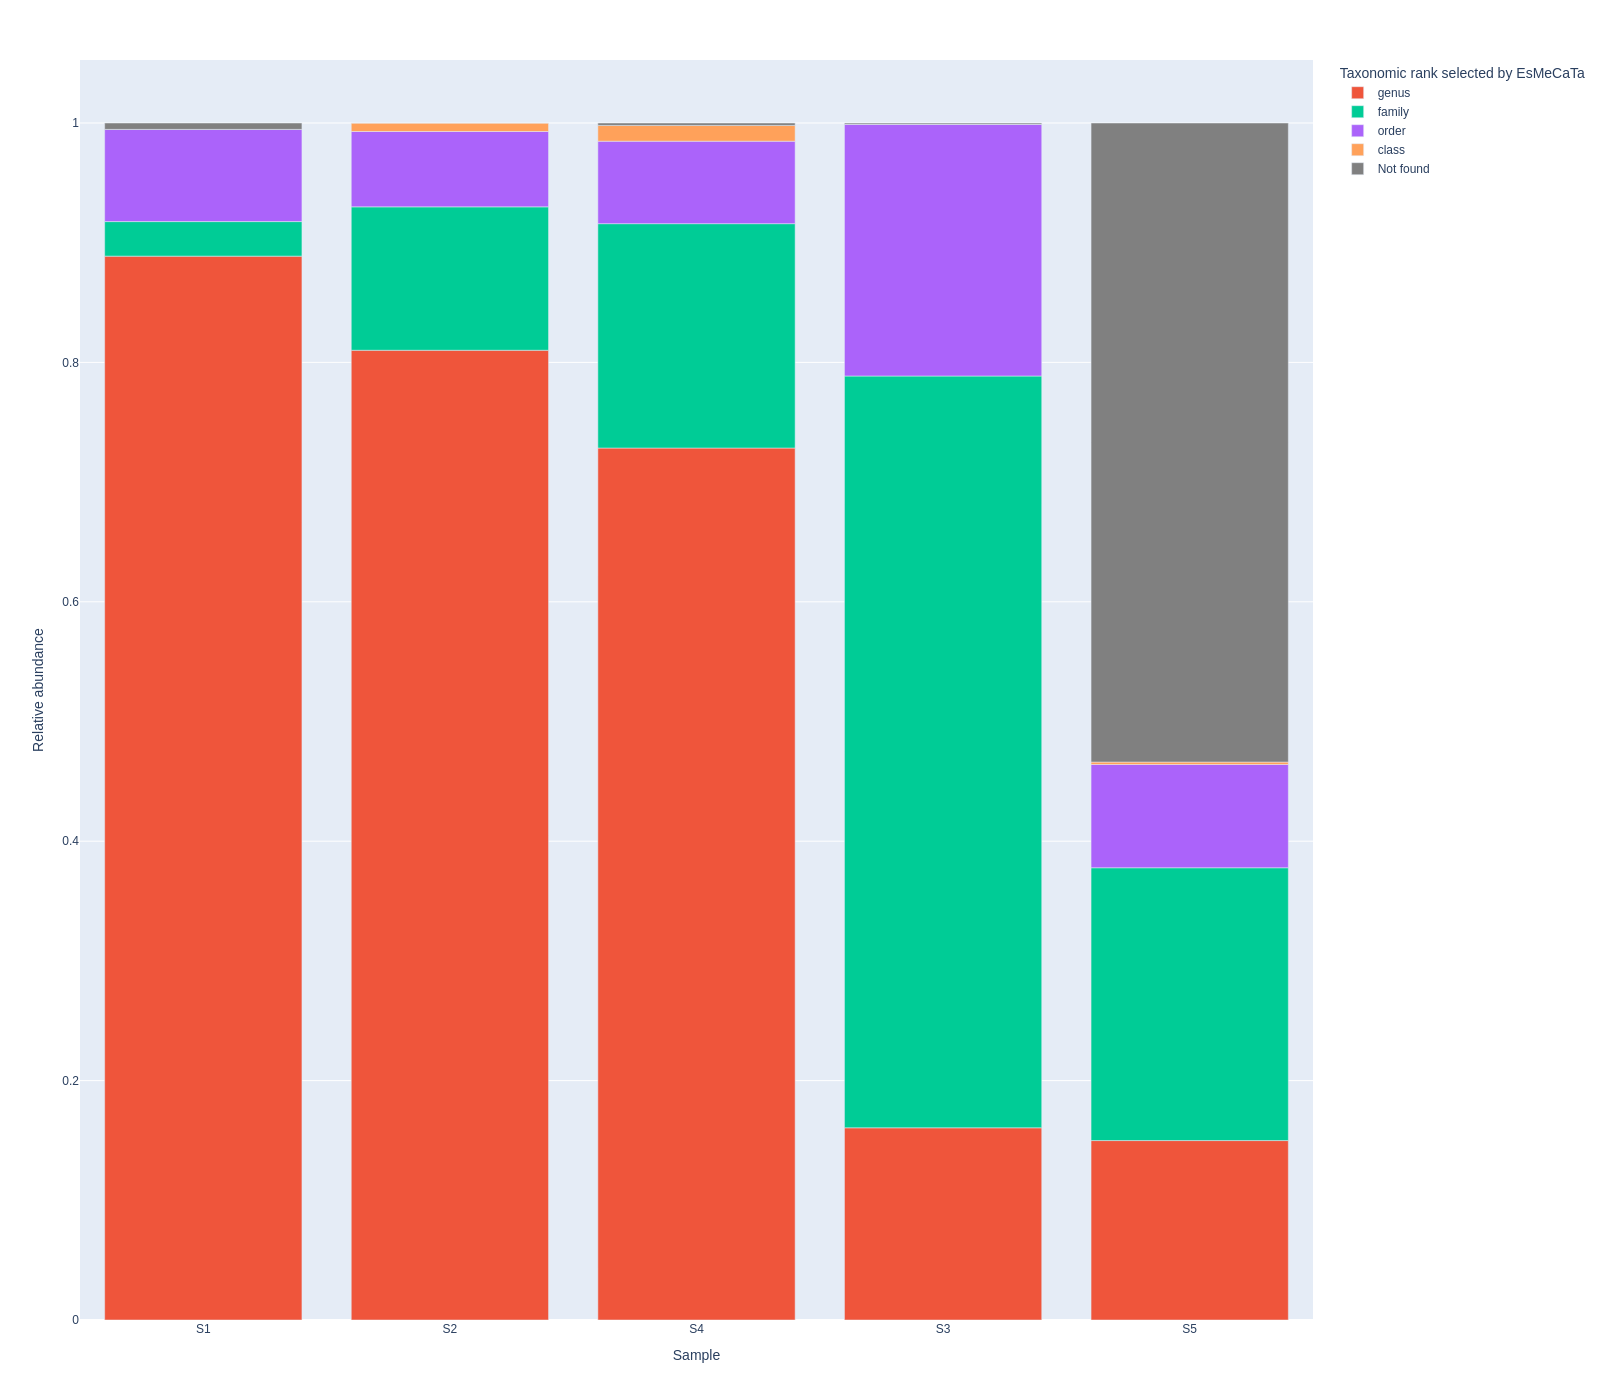 Taxonomic rank selected by EsMeCaTa
genus
family
order
class
Not found
1
0.8
0.6
0.4
0.2
0
Relative abundance
S1 S2 S4 S3 S5
Sample